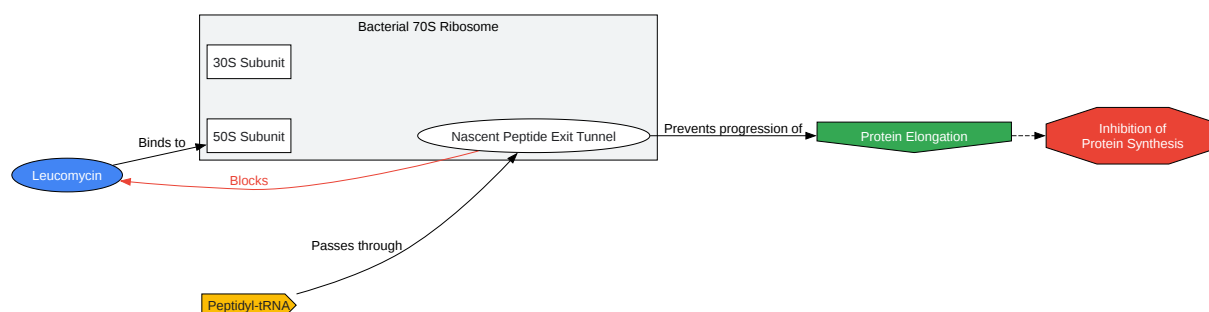 Bacterial 70S Ribosome
30S Subunit
50S Subunit
Binds to
Leucomycin
Blocks
Nascent Peptide Exit Tunnel
Prevents progression of
Protein Elongation
Inhibition of
Protein Synthesis
Passes through
Peptidyl-tRNA